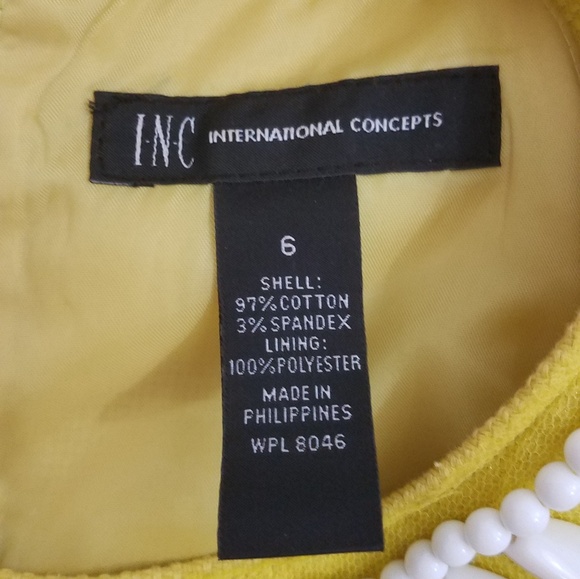 I·N·C INTERNATIONAL CONCEPTS
6
SHELL:
97%COTTON
3%SPANDEX
LINING:
100%POLYESTER
MADE IN
PHILIPPINES
WPL 8046